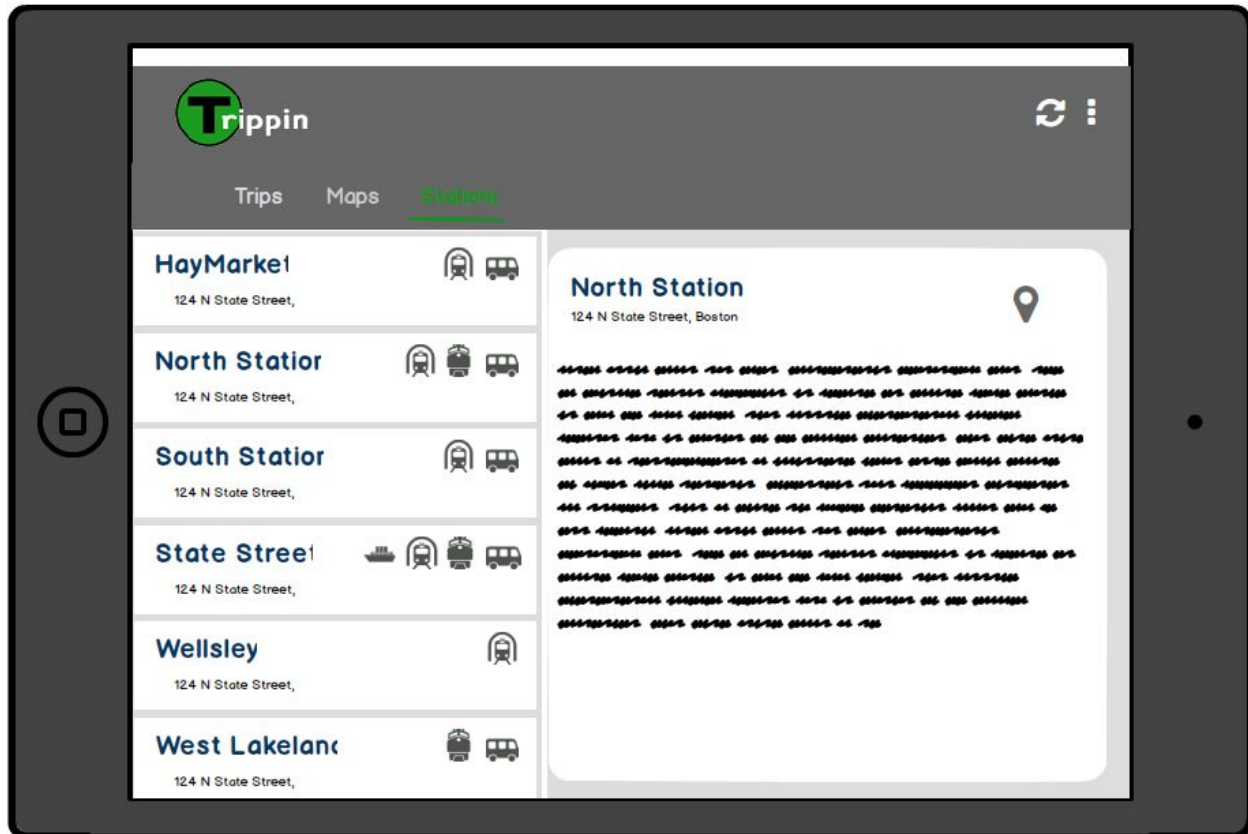 Trippin
Trips Maps Stations
HayMarket
124 N State Street,
North Station
124 N State Street,
South Station
124 N State Street,
State Street
124 N State Street,
Wellsley
124 N State Street,
West Lakeland
124 N State Street,
North Station
124 N State Street, Boston